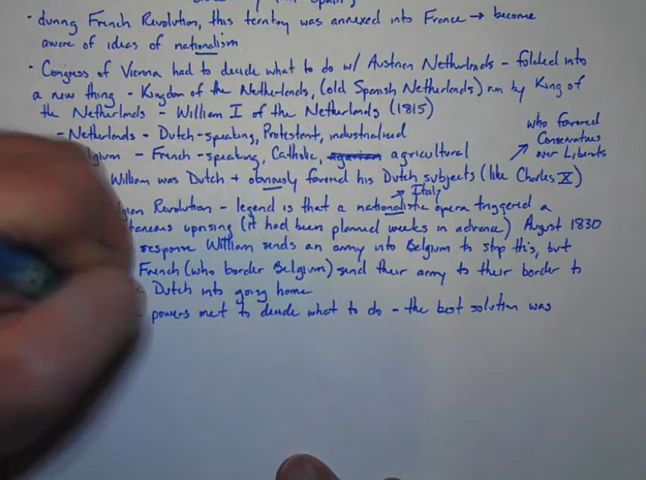 • during French Revolution, this territory was annexed into France → become
aware of ideas of nationalism
• Congress of Vienna had to decide what to do w/ Austrian Netherlands - folded into
a new thing - Kingdom of the Netherlands, (old Spanish Netherlands) run by King of
the Netherlands - William I of the Netherlands (1815)
- Netherlands - Dutch-speaking, Protestant, industrialized
- French-speaking, Catholic, agrarian agricultural
who favored
Conservatives
over Liberals
William was Dutch + obviously favored his Dutch subjects (like Charles X)
→ Italy
Revolution - legend is that a nationalistic opera triggered a
uprising (it had been planned weeks in advance) August 1830
response William sends an army into Belgium to stop this, but
French (who border Belgium) send their army to their border to
Dutch into going home
powers met to decide what to do - the best solution was